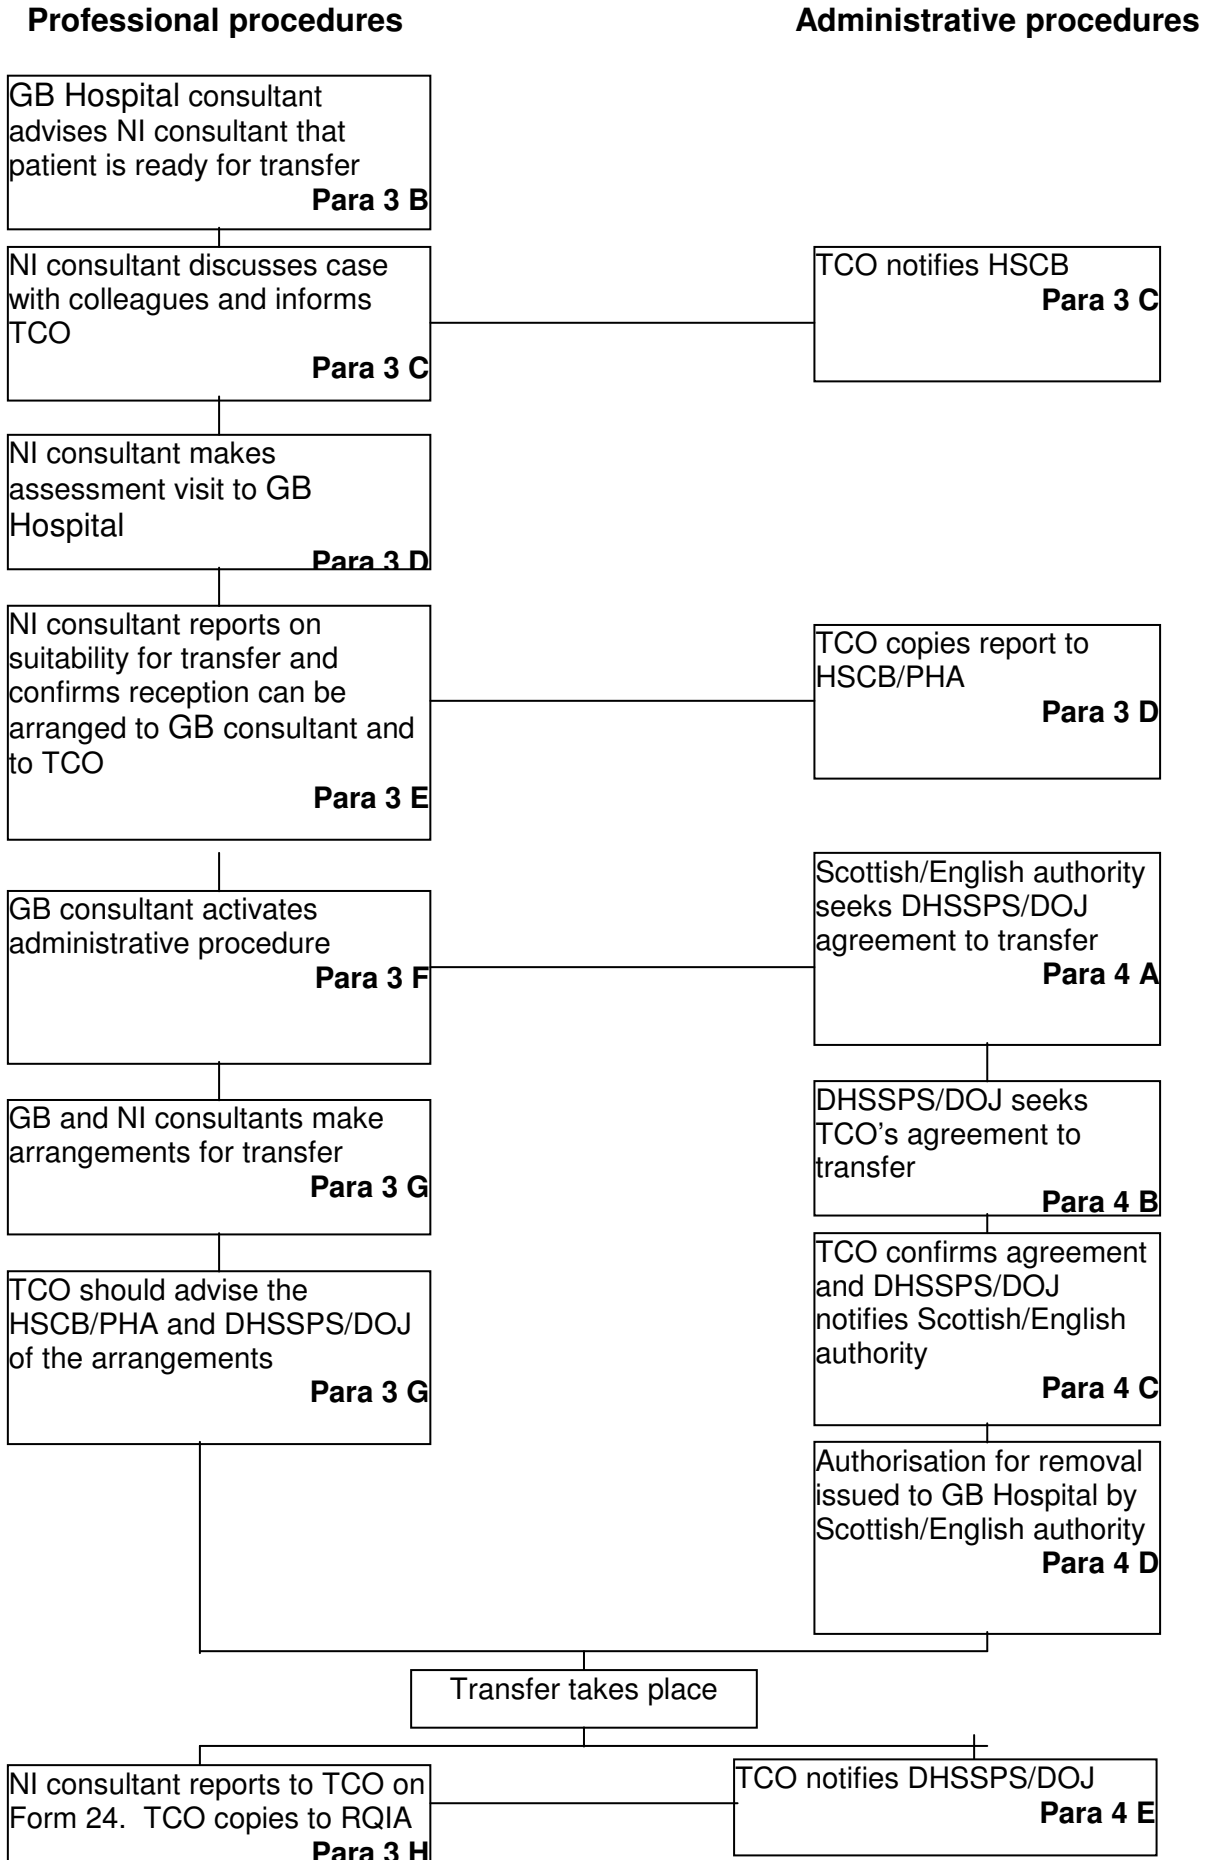 Professional procedures
Administrative procedures
GB Hospital consultant
advises NI consultant that
patient is ready for transfer
Para 3 B
NI consultant discusses case
with colleagues and informs
TCO
Para 3 C
TCO notifies HSCB
Para 3 C
NI consultant makes
assessment visit to GB
Hospital
Para 3 D
NI consultant reports on
suitability for transfer and
confirms reception can be
arranged to GB consultant and
to TCO
Para 3 E
TCO copies report to
HSCB/PHA
Para 3 D
GB consultant activates
administrative procedure
Para 3 F
Scottish/English authority
seeks DHSSPS/DOJ
agreement to transfer
Para 4 A
GB and NI consultants make
arrangements for transfer
Para 3 G
DHSSPS/DOJ seeks
TCO's agreement to
transfer
Para 4 B
TCO should advise the
HSCB/PHA and DHSSPS/DOJ
of the arrangements
Para 3 G
TCO confirms agreement
and DHSSPS/DOJ
notifies Scottish/English
authority
Para 4 C
Authorisation for removal
issued to GB Hospital by
Scottish/English authority
Para 4 D
Transfer takes place
NI consultant reports to TCO on
Form 24.  TCO copies to RQIA
Para 3 H
TCO notifies DHSSPS/DOJ
Para 4 E